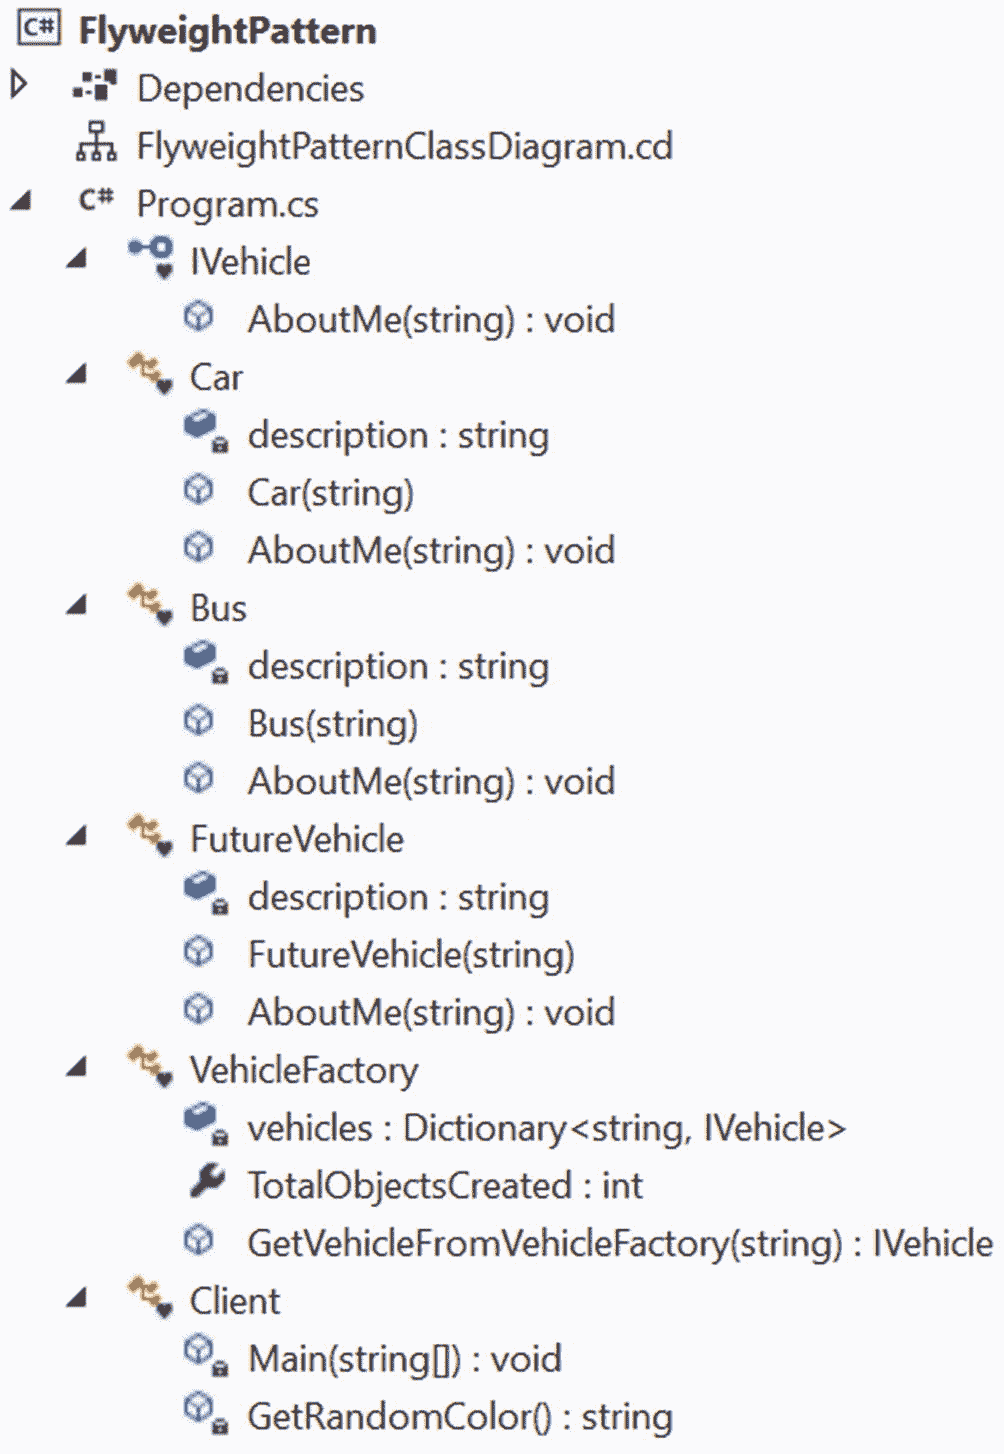 C# FlyweightPattern
Dependencies
FlyweightPatternClassDiagram.cd
C# Program.cs
IVehicle
AboutMe(string) : void
Car
description : string
Car(string)
AboutMe(string) : void
Bus
description : string
Bus(string)
AboutMe(string) : void
FutureVehicle
description : string
FutureVehicle(string)
AboutMe(string) : void
VehicleFactory
vehicles : Dictionary<string, IVehicle>
TotalObjectsCreated : int
GetVehicleFromVehicleFactory(string) : IVehicle
Client
Main(string[]) : void
GetRandomColor() : string